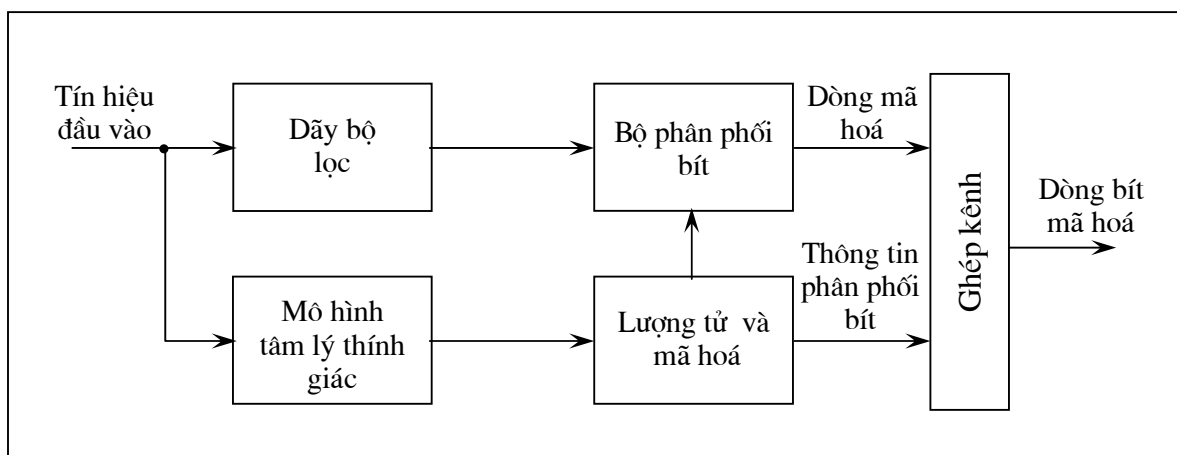 Tín hiệu
đầu vào
Dãy bộ
lọc
Bộ phân phối
bít
Dòng mã
hoá
Mô hình
tâm lý thính
giác
Lượng tử và
mã hoá
Thông tin
phân phối
bít
Ghép kênh
Dòng bít
mã hoá